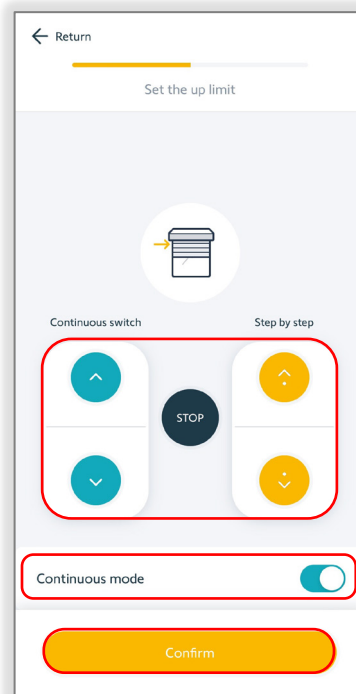 Return
Set the up limit
Continuous switch
Step by step
STOP
Continuous mode
Confirm